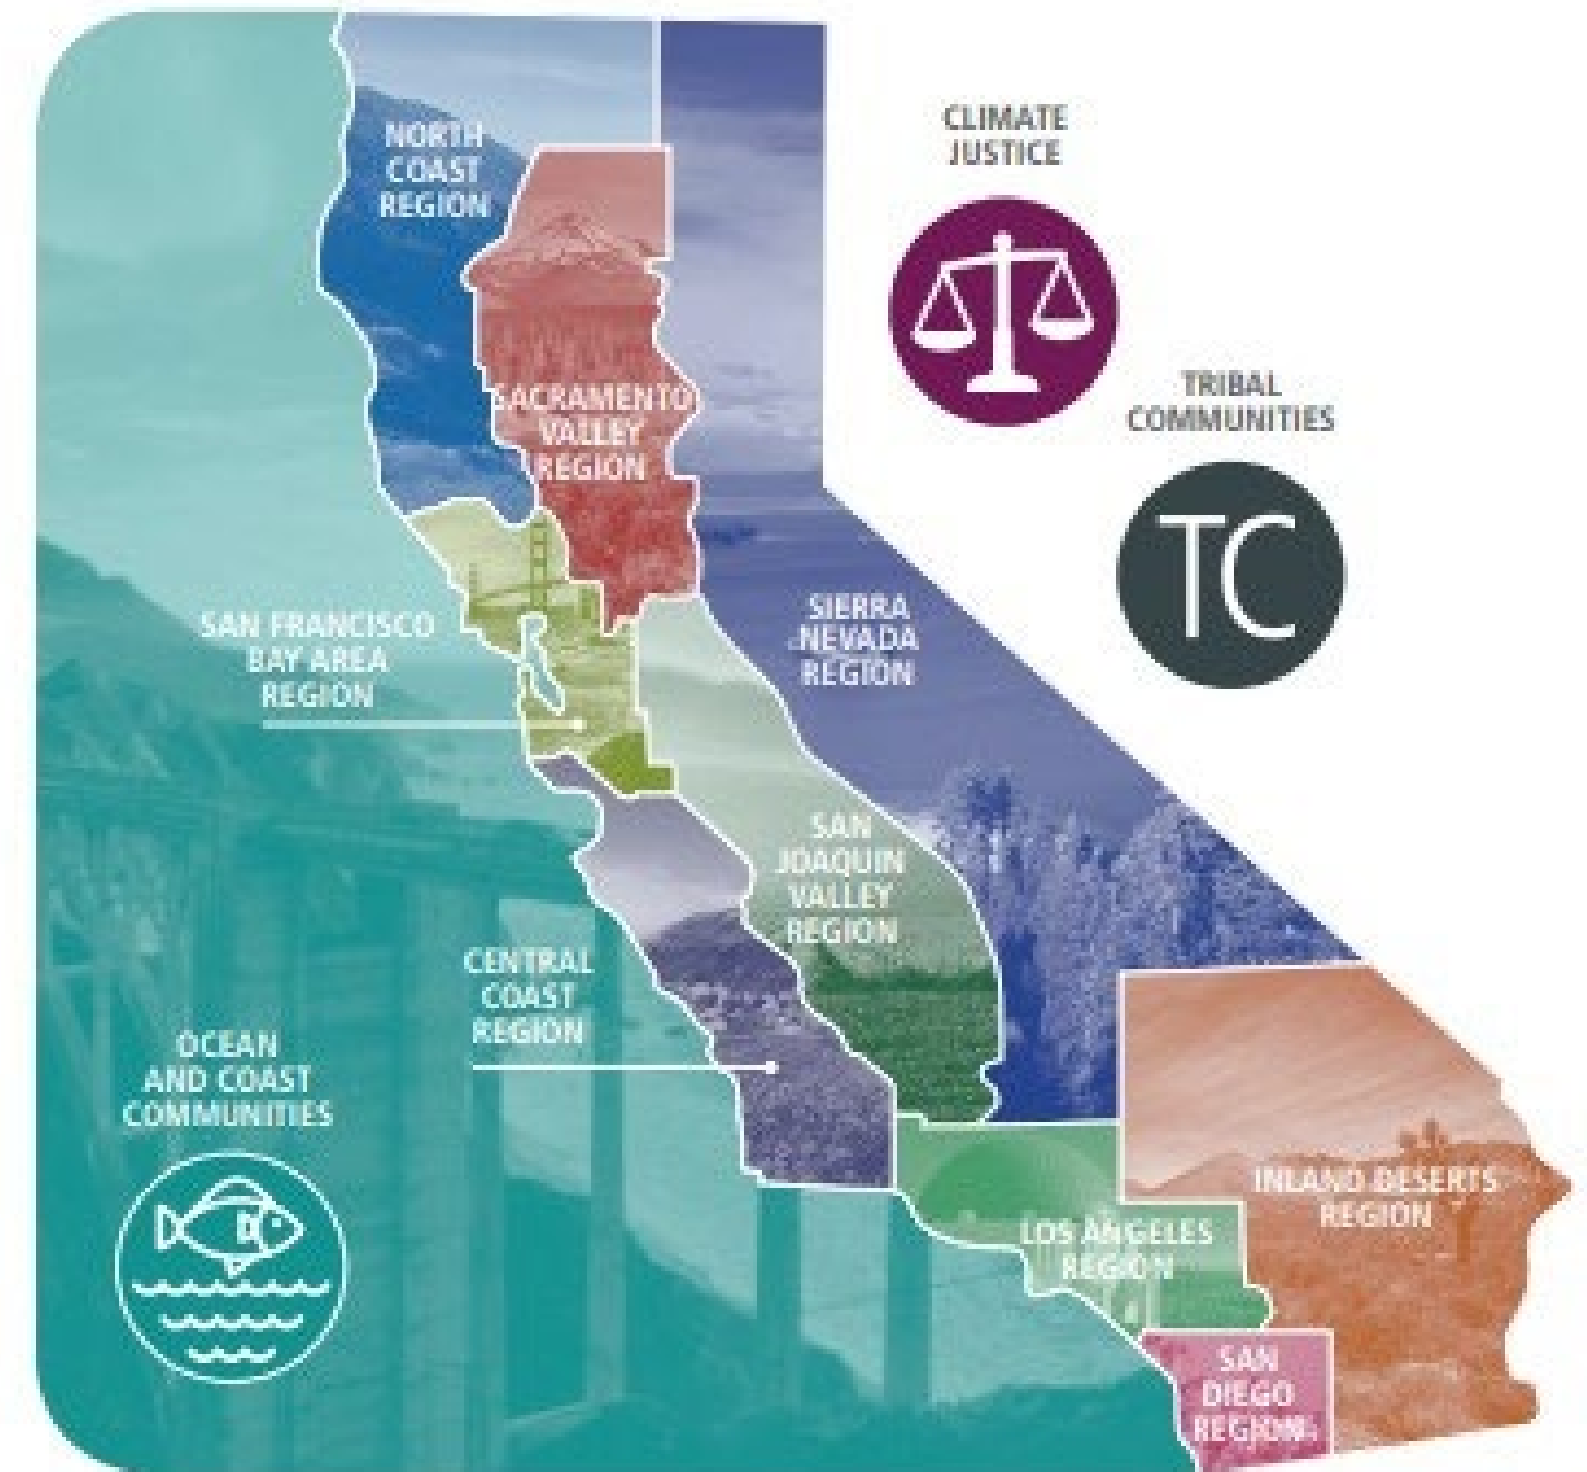 CLIMATE
JUSTICE
NORTH
COAST
REGION
TRIBAL
COMMUNITIES
TC
SACRAMENTO
VALLEY
REGION
SIERRA
NEVADA
REGION
SAN FRANCISCO
BAY AREA
REGION
SAN
JOAQUIN
VALLEY
REGION
CENTRAL
COAST
REGION
OCEAN
AND COAST
COMMUNITIES
INLAND DESERTS
REGION
LOS ANGELES
REGION
SAN
DIEGO
REGION